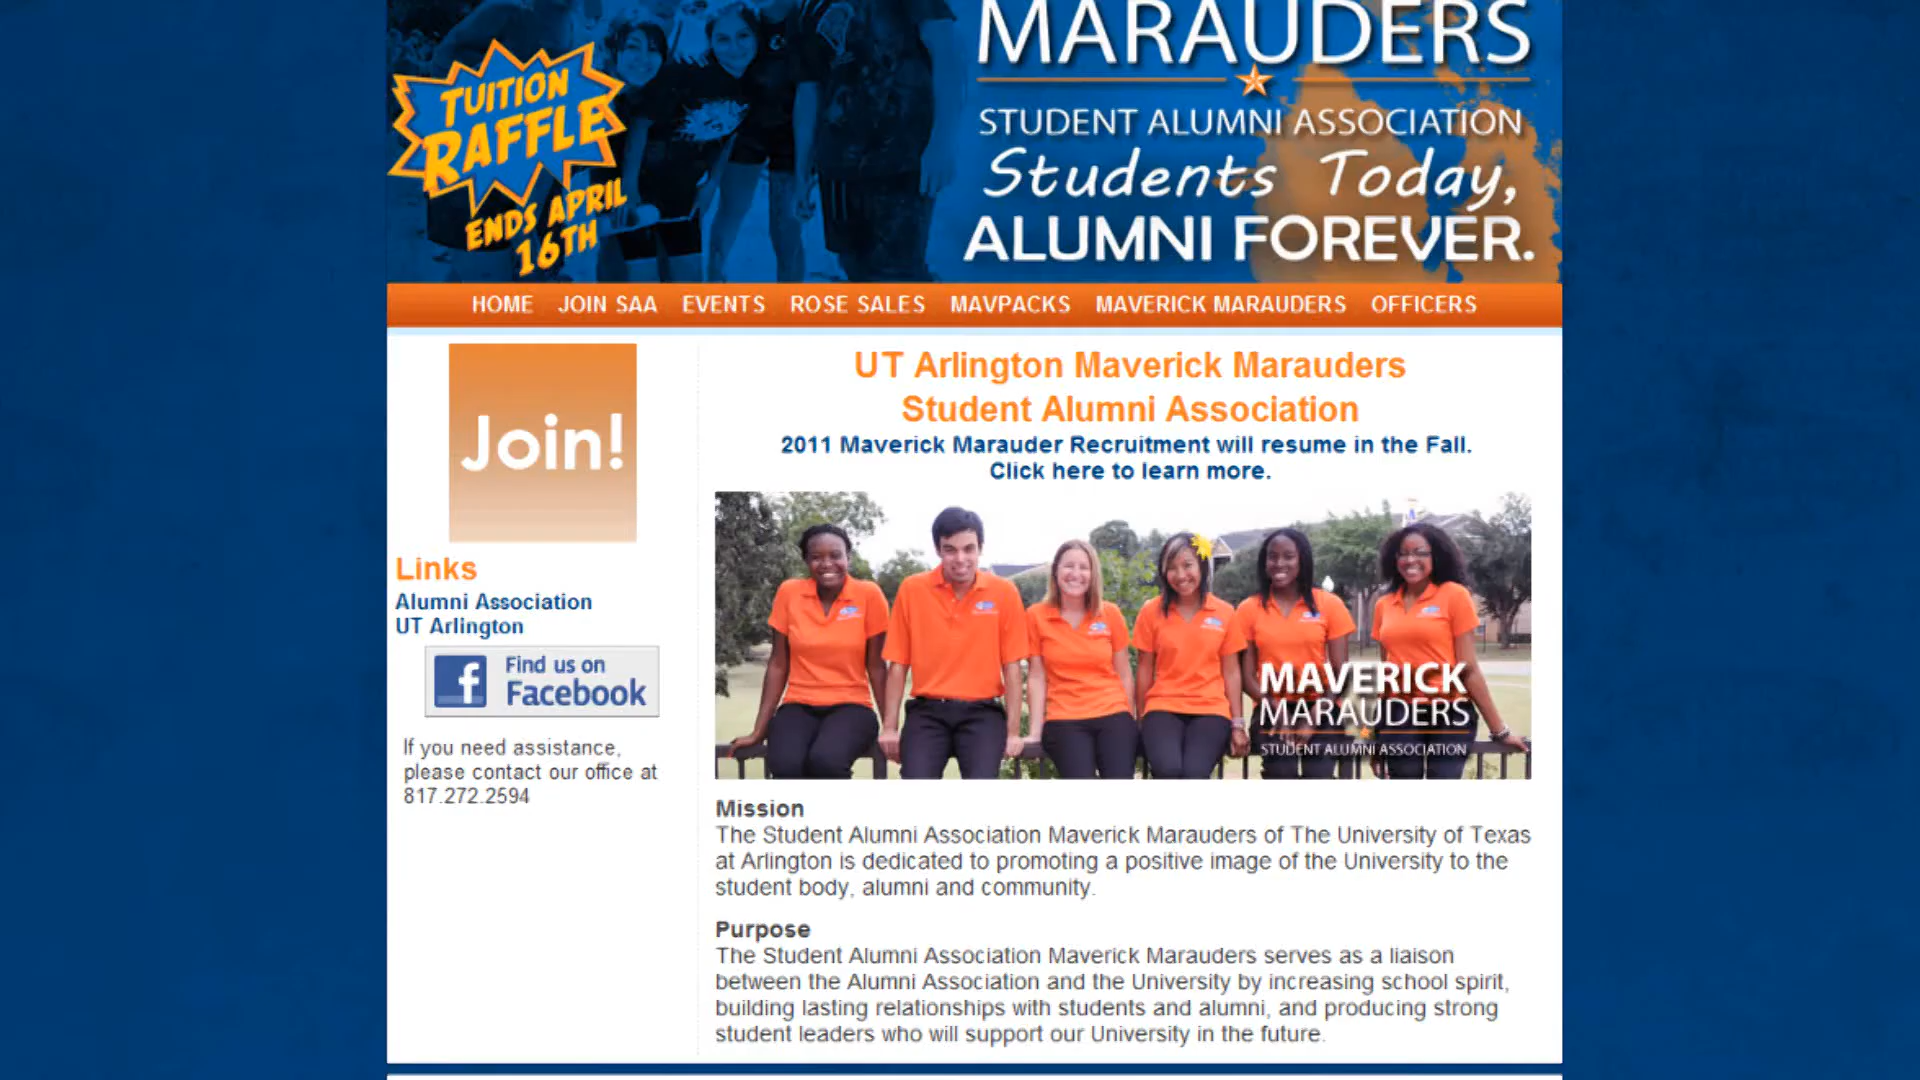 MARAUDERS
STUDENT ALUMNI ASSOCIATION
Students Today,
ALUMNI FOREVER.
TUITION
RAFFLE
ENDS APRIL
16TH
HOME JOIN SAA EVENTS ROSE SALES MAVPACKS MAVERICK MARAUDERS OFFICERS
Join!
Links
Alumni Association
UT Arlington
f Find us on
Facebook
If you need assistance,
please contact our office at
817.272.2594
UT Arlington Maverick Marauders
Student Alumni Association
2011 Maverick Marauder Recruitment will resume in the Fall.
Click here to learn more.
MAVERICK
MARAUDERS
STUDENT ALUMNI ASSOCIATION
Mission
The Student Alumni Association Maverick Marauders of The University of Texas
at Arlington is dedicated to promoting a positive image of the University to the
student body, alumni and community.
Purpose
The Student Alumni Association Maverick Marauders serves as a liaison
between the Alumni Association and the University by increasing school spirit,
building lasting relationships with students and alumni, and producing strong
student leaders who will support our University in the future.